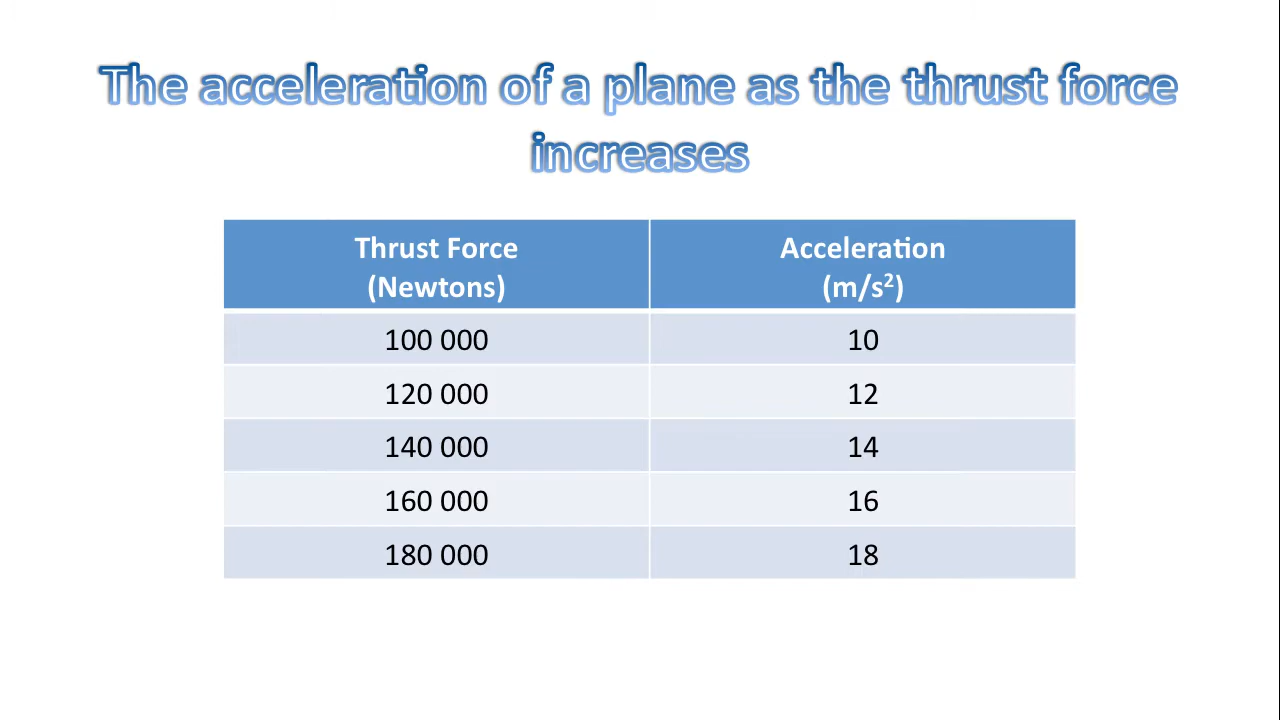 The acceleration of a plane as the thrust force
increases
Thrust Force
(Newtons)
Acceleration
(m/s²)
100 000 10
120 000 12
140 000 14
160 000 16
180 000 18